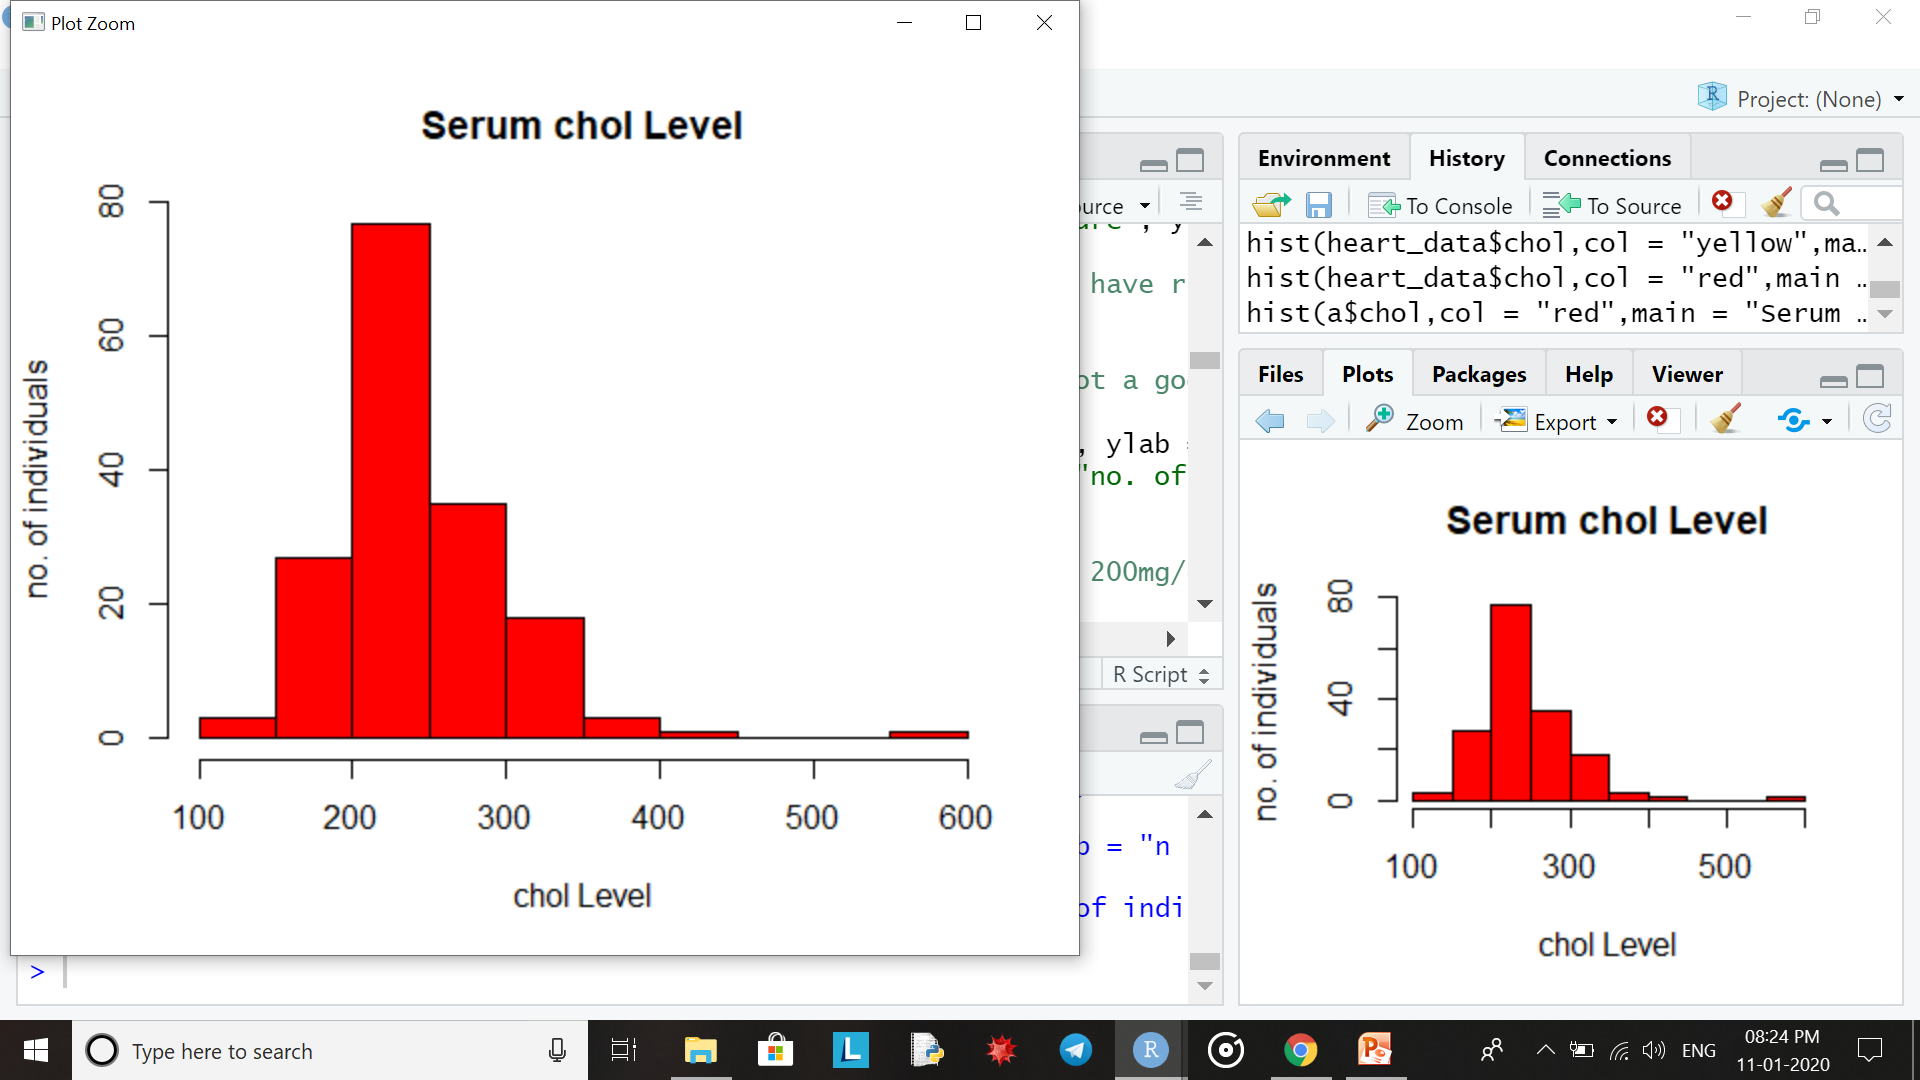 Plot Zoom
Serum chol Level
80
60
40
20
0
no. of individuals
100 200 300 400 500 600
chol Level
>
Project: (None)
have r
ot a go
, ylab
"no. of
200mg/
R Script
= "n
of indi
Environment History Connections
To Console To Source
hist(heart_data$chol,col = "yellow",ma…
hist(heart_data$chol,col = "red",main …
hist(a$chol,col = "red",main = "Serum …
Files Plots Packages Help Viewer
Zoom Export
Serum chol Level
80
40
0
no. of individuals
100 300 500
chol Level
Type here to search
ENG
08:24 PM
11-01-2020